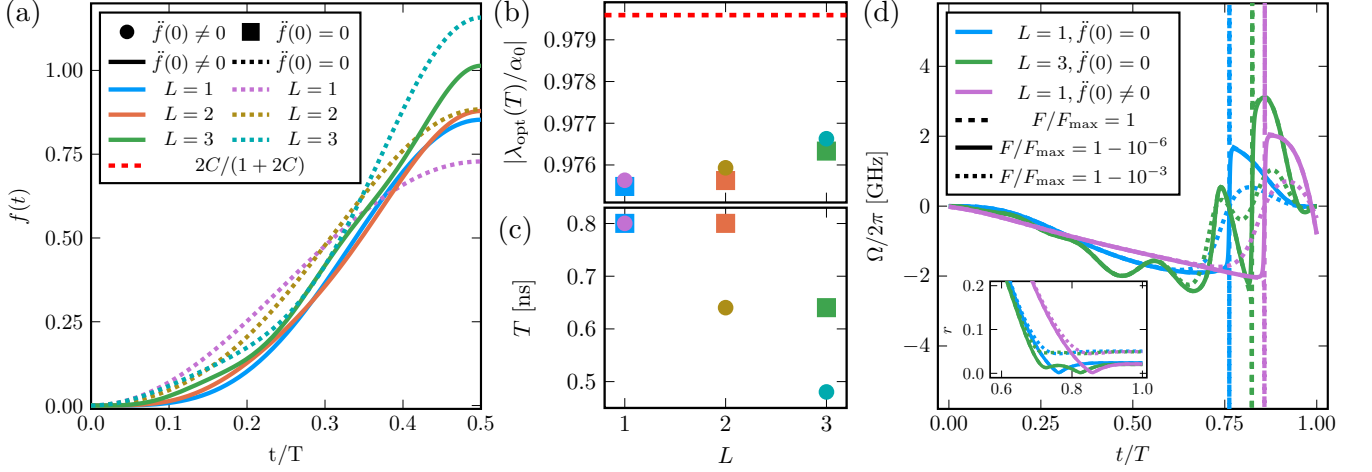 a)
f̈(0) ≠ 0 f̈(0) = 0
f̈(0) ≠ 0 f̈(0) = 0
L = 1 L = 1
L = 2 L = 2
L = 3 L = 3
2C/(1 + 2C)
1.00
0.75
0.50
0.25
0.00
f(t)
0.0 0.1 0.2 0.3 0.4 0.5
t/T
b)
0.979
0.978
0.977
0.976
|λopt(T)/α0|
c)
0.8
0.7
0.6
0.5
T [ns]
1 2 3
L
d)
L = 1, f̈(0) = 0
L = 3, f̈(0) = 0
L = 1, f̈(0) ≠ 0
F/Fmax = 1
F/Fmax = 1 − 10⁻⁶
F/Fmax = 1 − 10⁻³
4
2
0
−2
−4
Ω/2π [GHz]
0.2
0.1
0.0
r
0.6 0.8 1.0
0.00 0.25 0.50 0.75 1.00
t/T